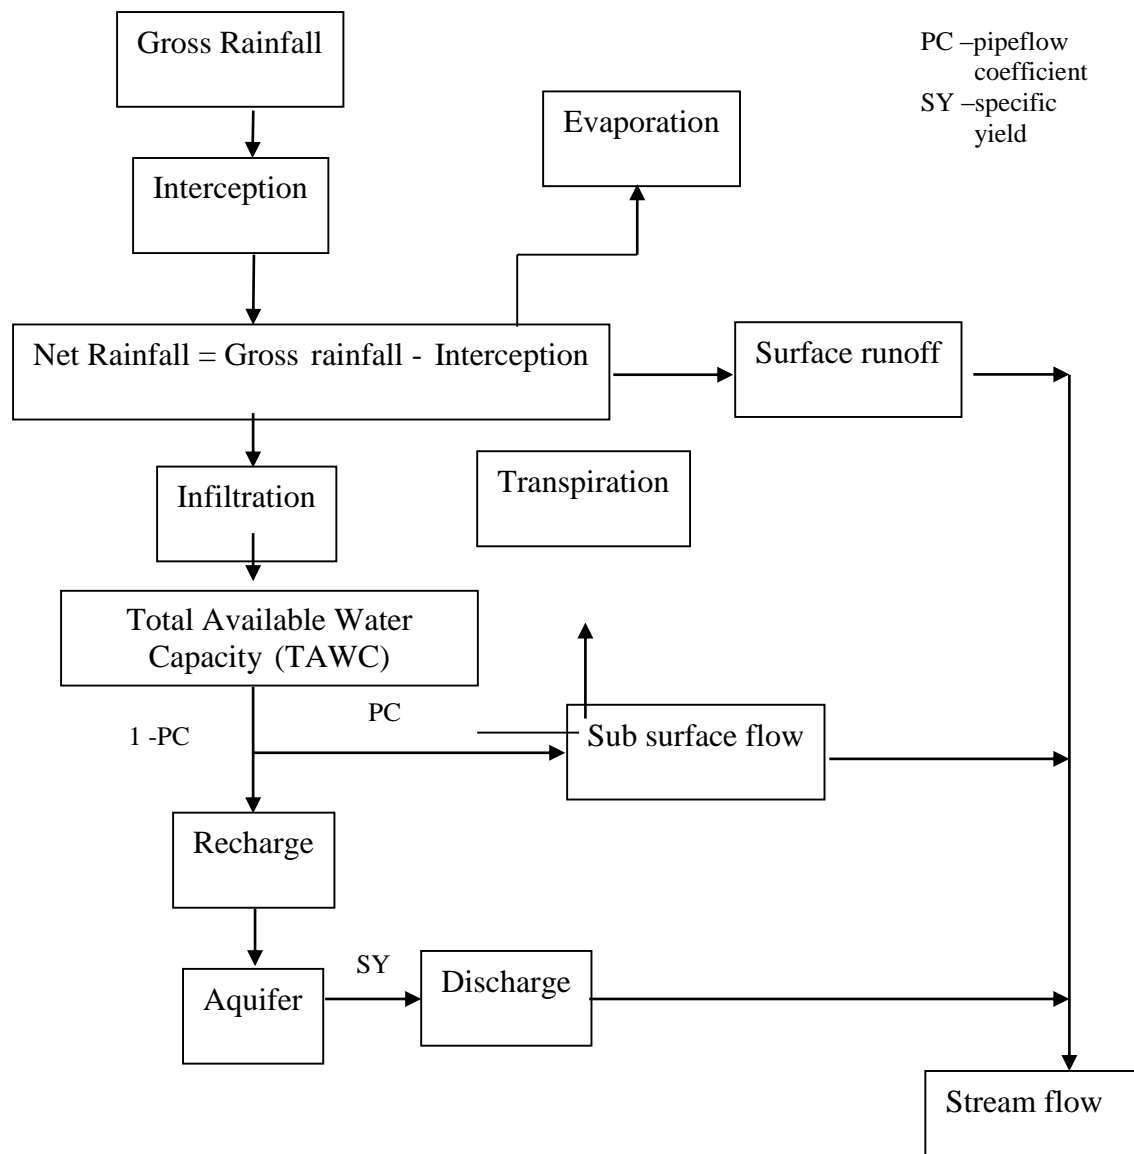 Gross Rainfall
PC –pipeflow
coefficient
SY –specific
yield
Evaporation
Interception
Net Rainfall = Gross rainfall - Interception
Surface runoff
Infiltration
Transpiration
Total Available Water
Capacity (TAWC)
PC
1 -PC
Sub surface flow
Recharge
SY
Discharge
Aquifer
Stream flow